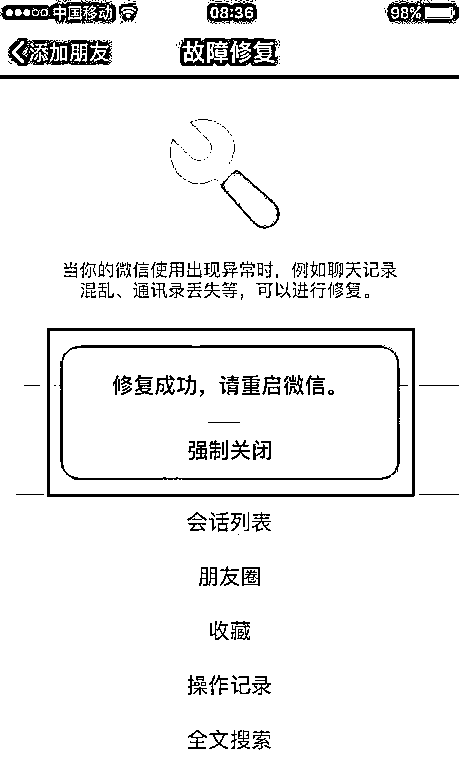 中国移动
08:36
98%
添加朋友
故障修复
当你的微信使用出现异常时，例如聊天记录
混乱、通讯录丢失等，可以进行修复。
修复成功，请重启微信。
强制关闭
会话列表
朋友圈
收藏
操作记录
全文搜索